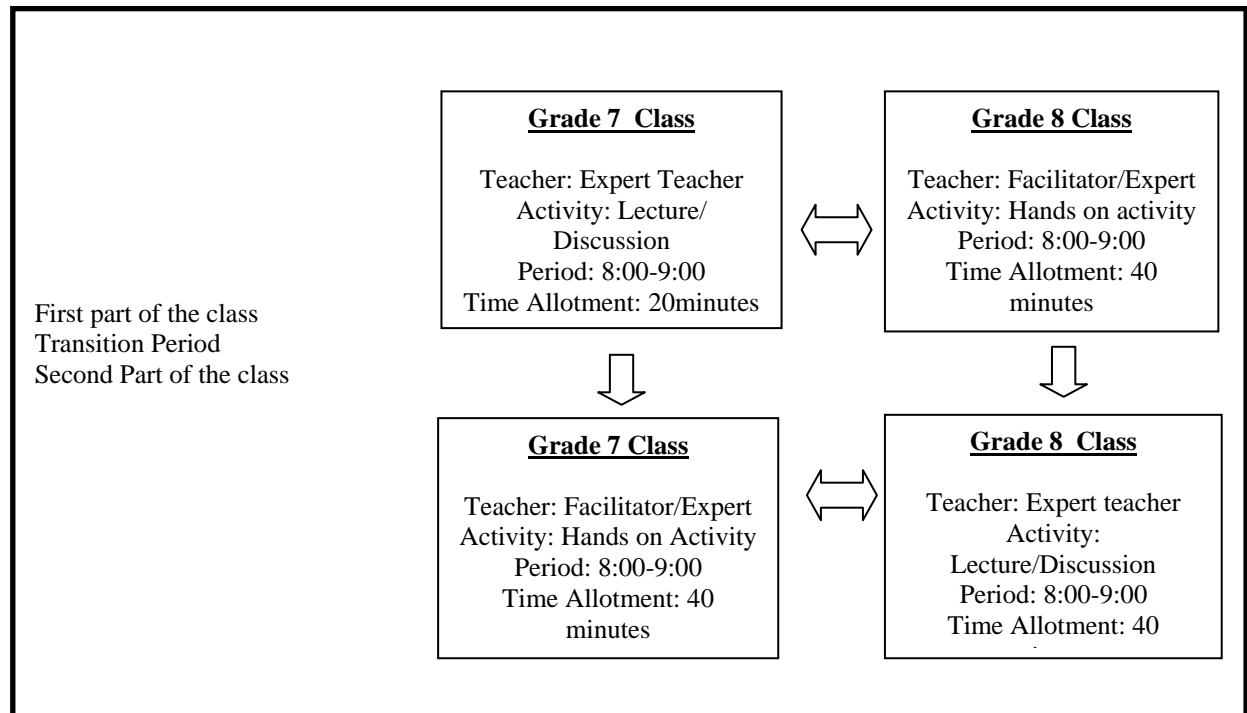 Grade 7 Class
Teacher: Expert Teacher
Activity: Lecture/
Discussion
Period: 8:00-9:00
Time Allotment: 20minutes
Grade 8 Class
Teacher: Facilitator/Expert
Activity: Hands on activity
Period: 8:00-9:00
Time Allotment: 40
minutes
First part of the class
Transition Period
Second Part of the class
Grade 7 Class
Teacher: Facilitator/Expert
Activity: Hands on Activity
Period: 8:00-9:00
Time Allotment: 40
minutes
Grade 8 Class
Teacher: Expert teacher
Activity:
Lecture/Discussion
Period: 8:00-9:00
Time Allotment: 40